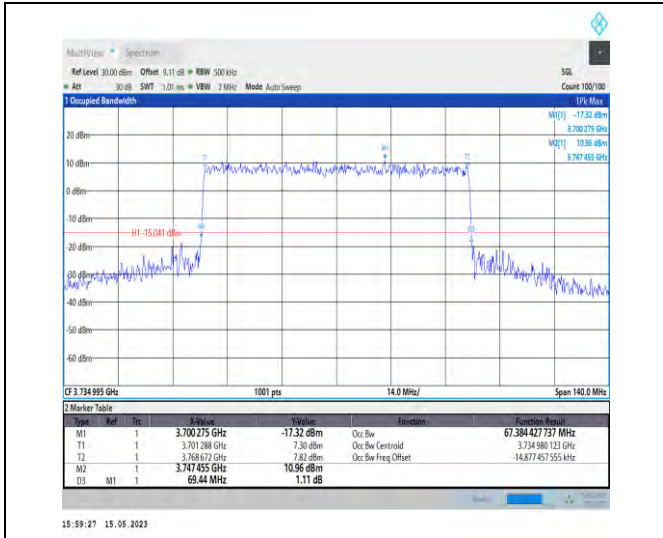 MultiView Spectrum
Ref Level 30.00 dBm Offset 9.11 dB RBW 500 kHz SGL
Att 30 dB SWT 1.01 ms VBW 2 MHz Mode Auto Sweep Count 100/100
1 Occupied Bandwidth 1Pk Max
M1[1] -17.32 dBm
3.700 275 GHz
20 dBm M2[1] 10.96 dBm
3.747 455 GHz
M2
10 dBm T1 T2
0 dBm
-10 dBm
H1 -15.041 dBm M1 D3
-20 dBm
-30 dBm
-40 dBm
-50 dBm
-60 dBm
CF 3.734 995 GHz 1001 pts 14.0 MHz/ Span 140.0 MHz
2 Marker Table
Type Ref Trc X-Value Y-Value Function Function Result
M1 1 3.700 275 GHz -17.32 dBm Occ Bw 67.384 427 737 MHz
T1 1 3.701 288 GHz 7.30 dBm Occ Bw Centroid 3.734 980 123 GHz
T2 1 3.768 672 GHz 7.82 dBm Occ Bw Freq Offset -14.877 457 555 kHz
M2 1 3.747 455 GHz 10.96 dBm
D3 M1 1 69.44 MHz 1.11 dB
15:59:27 15.05.2023